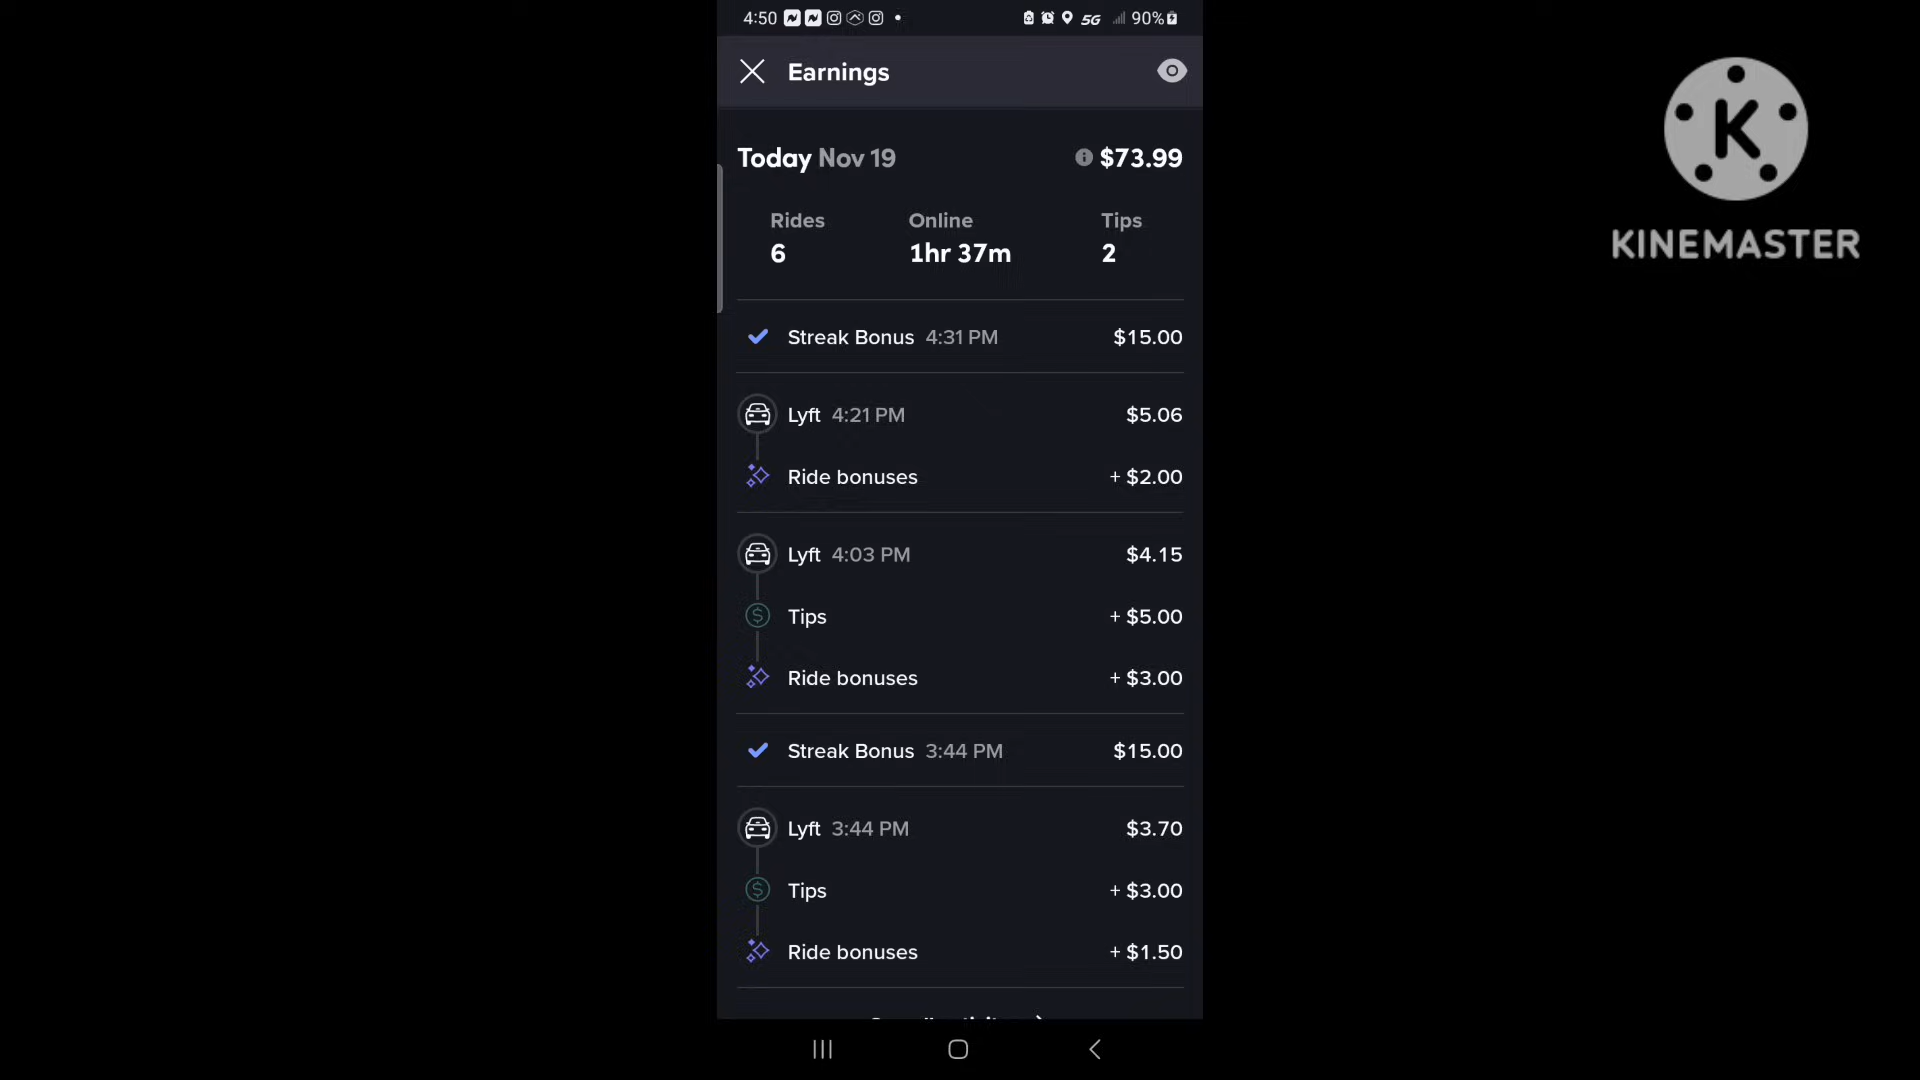 4:50 5G 90%
Earnings
Today Nov 19 $73.99
Rides Online Tips
6 1hr 37m 2
Streak Bonus 4:31 PM $15.00
Lyft 4:21 PM $5.06
Ride bonuses + $2.00
Lyft 4:03 PM $4.15
Tips + $5.00
Ride bonuses + $3.00
Streak Bonus 3:44 PM $15.00
Lyft 3:44 PM $3.70
Tips + $3.00
Ride bonuses + $1.50
K
KINEMASTER